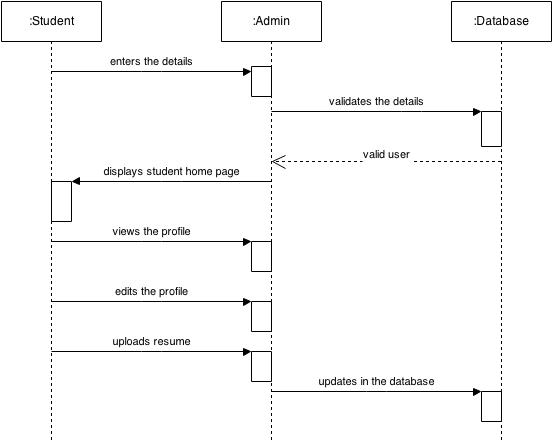 :Student
:Admin
:Database
enters the details
validates the details
valid user
displays student home page
views the profile
edits the profile
uploads resume
updates in the database